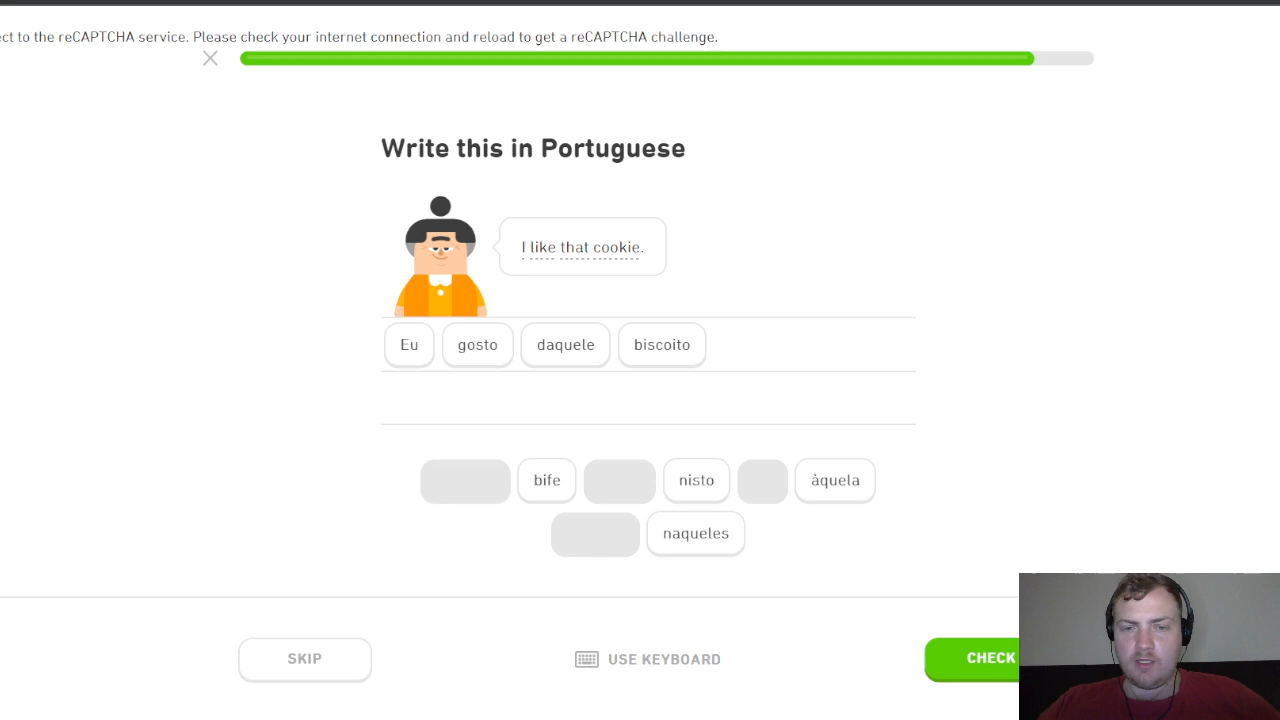 ect to the reCAPTCHA service. Please check your internet connection and reload to get a reCAPTCHA challenge.
Write this in Portuguese
I like that cookie.
Eu gosto daquele biscoito
bife nisto àquela
naqueles
SKIP USE KEYBOARD CHECK